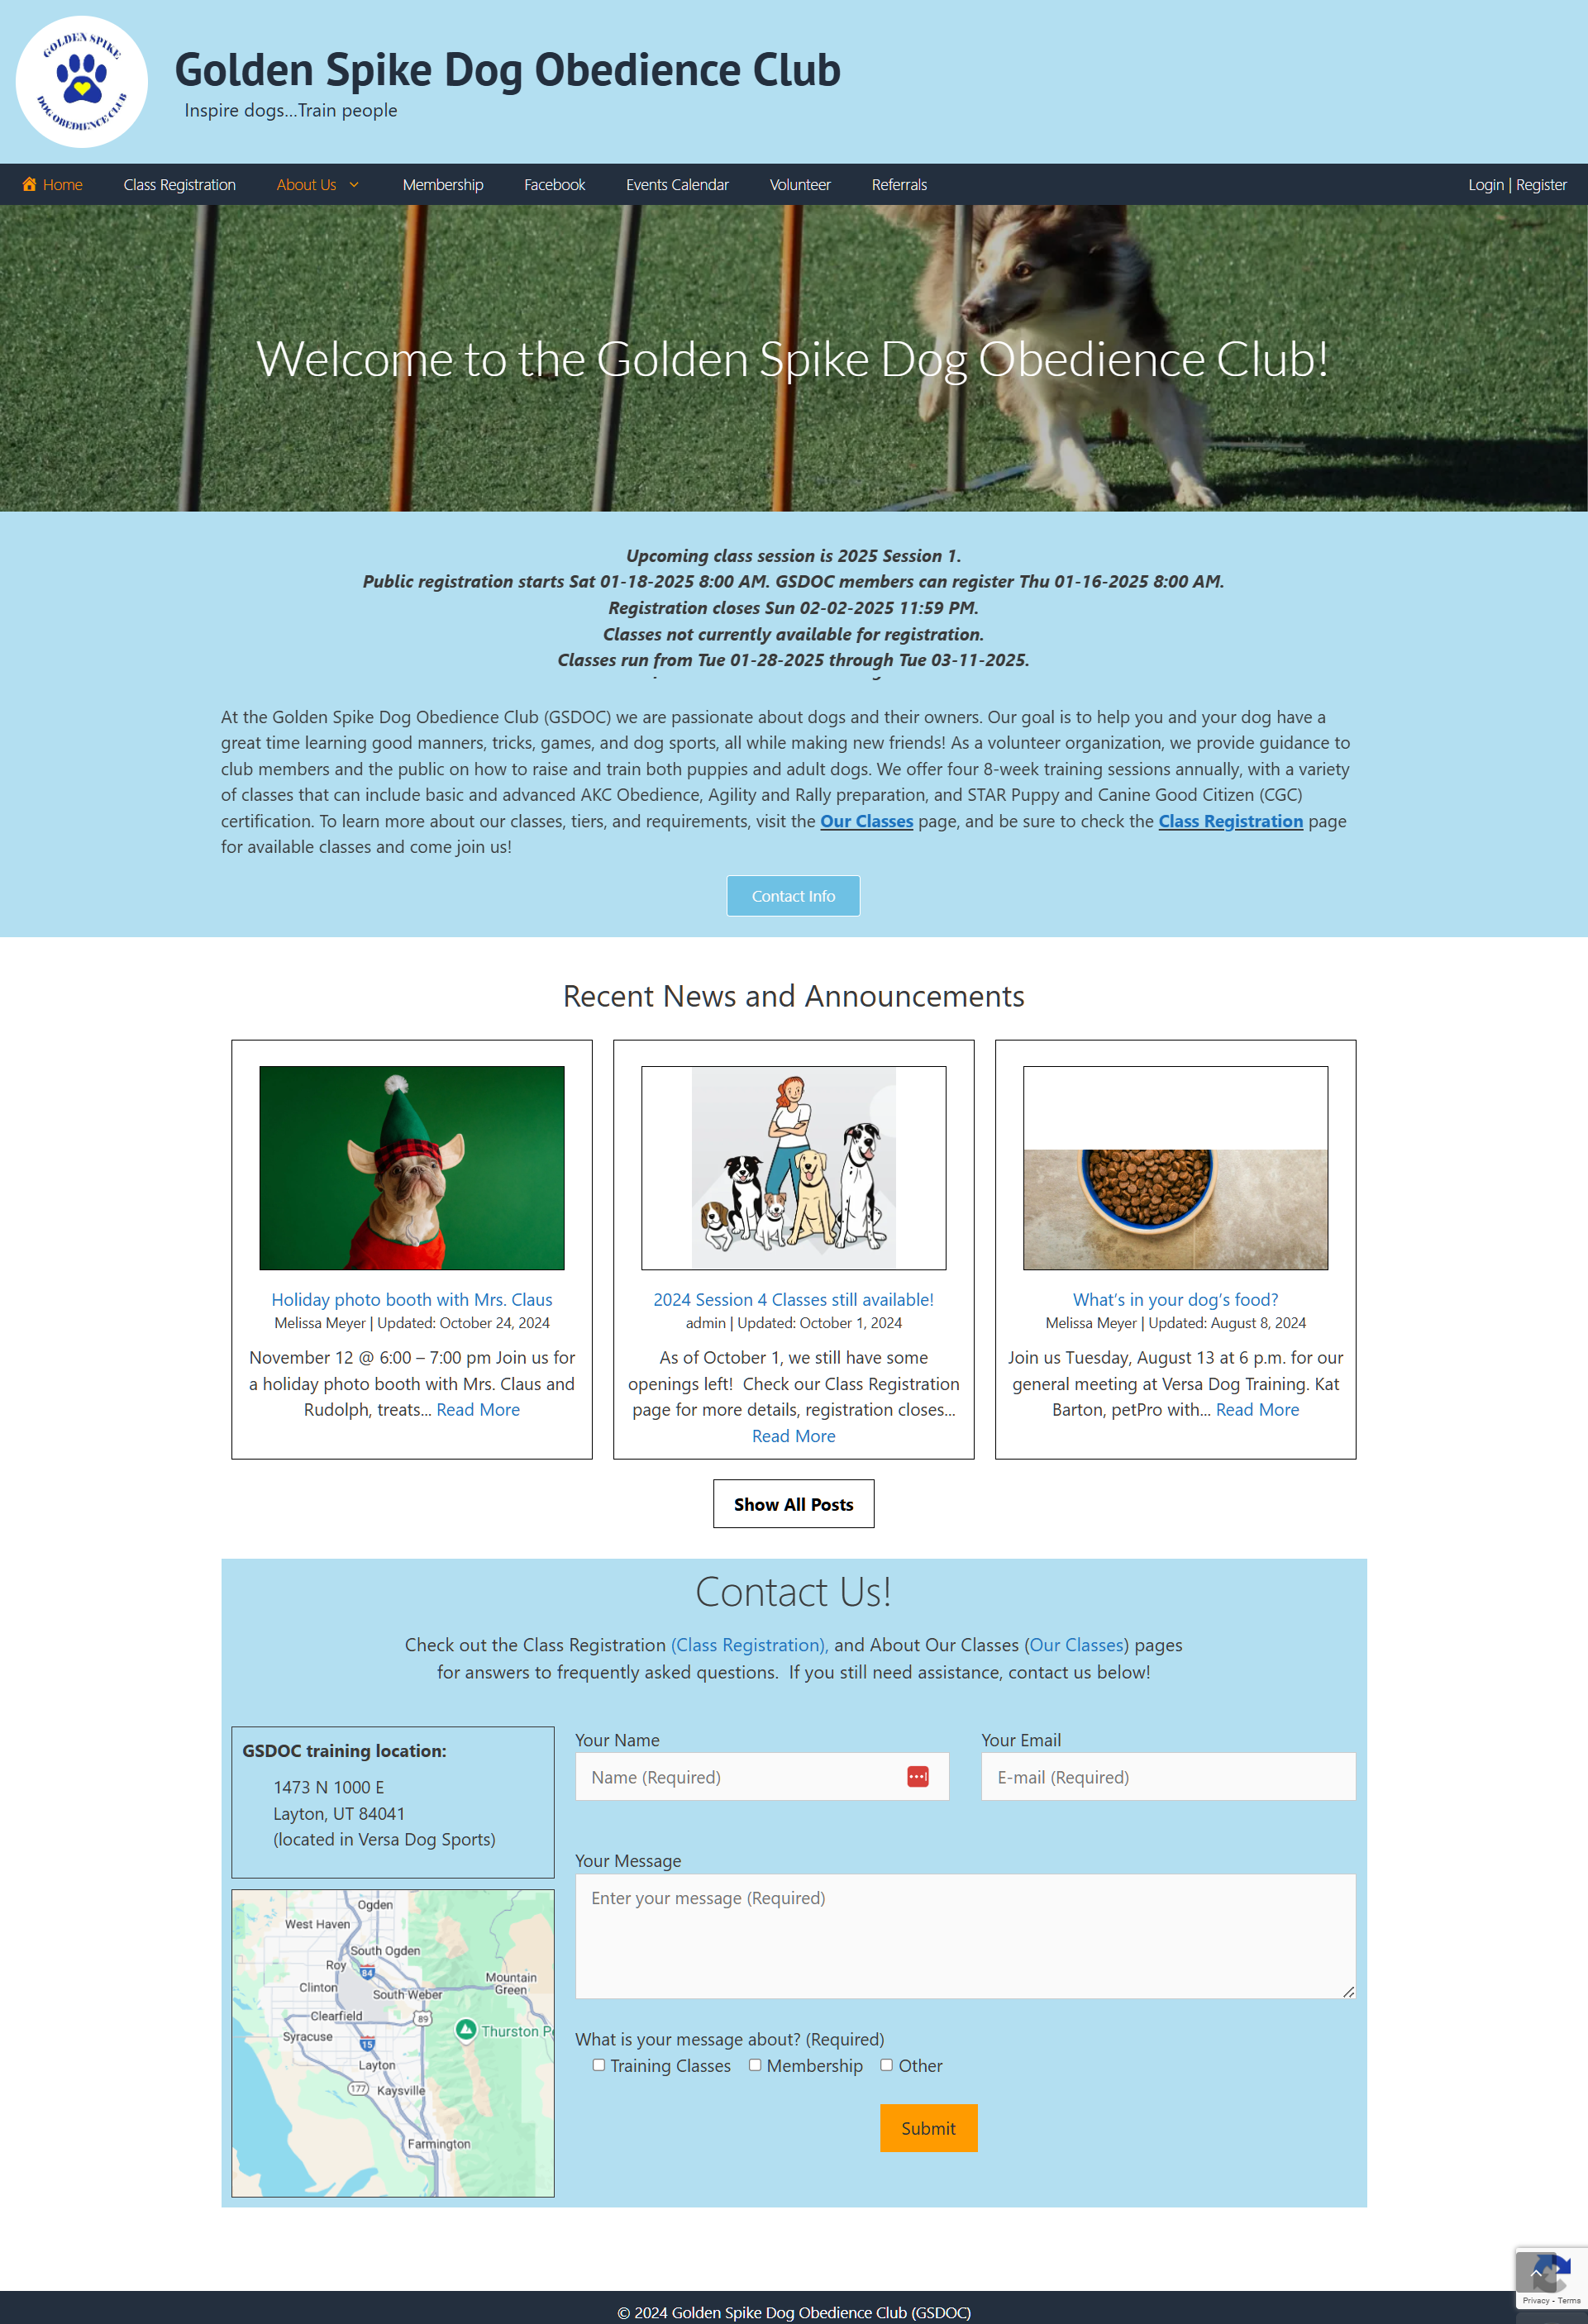 GOLDEN SPIKE
DOG OBEDIENCE CLUB
Golden Spike Dog Obedience Club
Inspire dogs...Train people
Home Class Registration About Us Membership Facebook Events Calendar Volunteer Referrals Login | Register
Welcome to the Golden Spike Dog Obedience Club!
Upcoming class session is 2025 Session 1.
Public registration starts Sat 01-18-2025 8:00 AM. GSDOC members can register Thu 01-16-2025 8:00 AM.
Registration closes Sun 02-02-2025 11:59 PM.
Classes not currently available for registration.
Classes run from Tue 01-28-2025 through Tue 03-11-2025.
At the Golden Spike Dog Obedience Club (GSDOC) we are passionate about dogs and their owners. Our goal is to help you and your dog have a
great time learning good manners, tricks, games, and dog sports, all while making new friends! As a volunteer organization, we provide guidance to
club members and the public on how to raise and train both puppies and adult dogs. We offer four 8-week training sessions annually, with a variety
of classes that can include basic and advanced AKC Obedience, Agility and Rally preparation, and STAR Puppy and Canine Good Citizen (CGC)
certification. To learn more about our classes, tiers, and requirements, visit the Our Classes page, and be sure to check the Class Registration page
for available classes and come join us!
Contact Info
Recent News and Announcements
Holiday photo booth with Mrs. Claus
Melissa Meyer | Updated: October 24, 2024
November 12 @ 6:00 – 7:00 pm Join us for
a holiday photo booth with Mrs. Claus and
Rudolph, treats... Read More
2024 Session 4 Classes still available!
admin | Updated: October 1, 2024
As of October 1, we still have some
openings left!  Check our Class Registration
page for more details, registration closes...
Read More
What's in your dog's food?
Melissa Meyer | Updated: August 8, 2024
Join us Tuesday, August 13 at 6 p.m. for our
general meeting at Versa Dog Training. Kat
Barton, petPro with... Read More
Show All Posts
Contact Us!
Check out the Class Registration (Class Registration), and About Our Classes (Our Classes) pages
for answers to frequently asked questions.  If you still need assistance, contact us below!
GSDOC training location:
1473 N 1000 E
Layton, UT 84041
(located in Versa Dog Sports)
Ogden
West Haven
South Ogden
Roy
84
Mountain
Green
Clinton
South Weber
Clearfield
89
Syracuse
Thurston Pe
15
Layton
177
Kaysville
Farmington
Your Name
Name (Required)
Your Email
E-mail (Required)
Your Message
Enter your message (Required)
What is your message about? (Required)
Training Classes Membership Other
Submit
Privacy - Terms
© 2024 Golden Spike Dog Obedience Club (GSDOC)